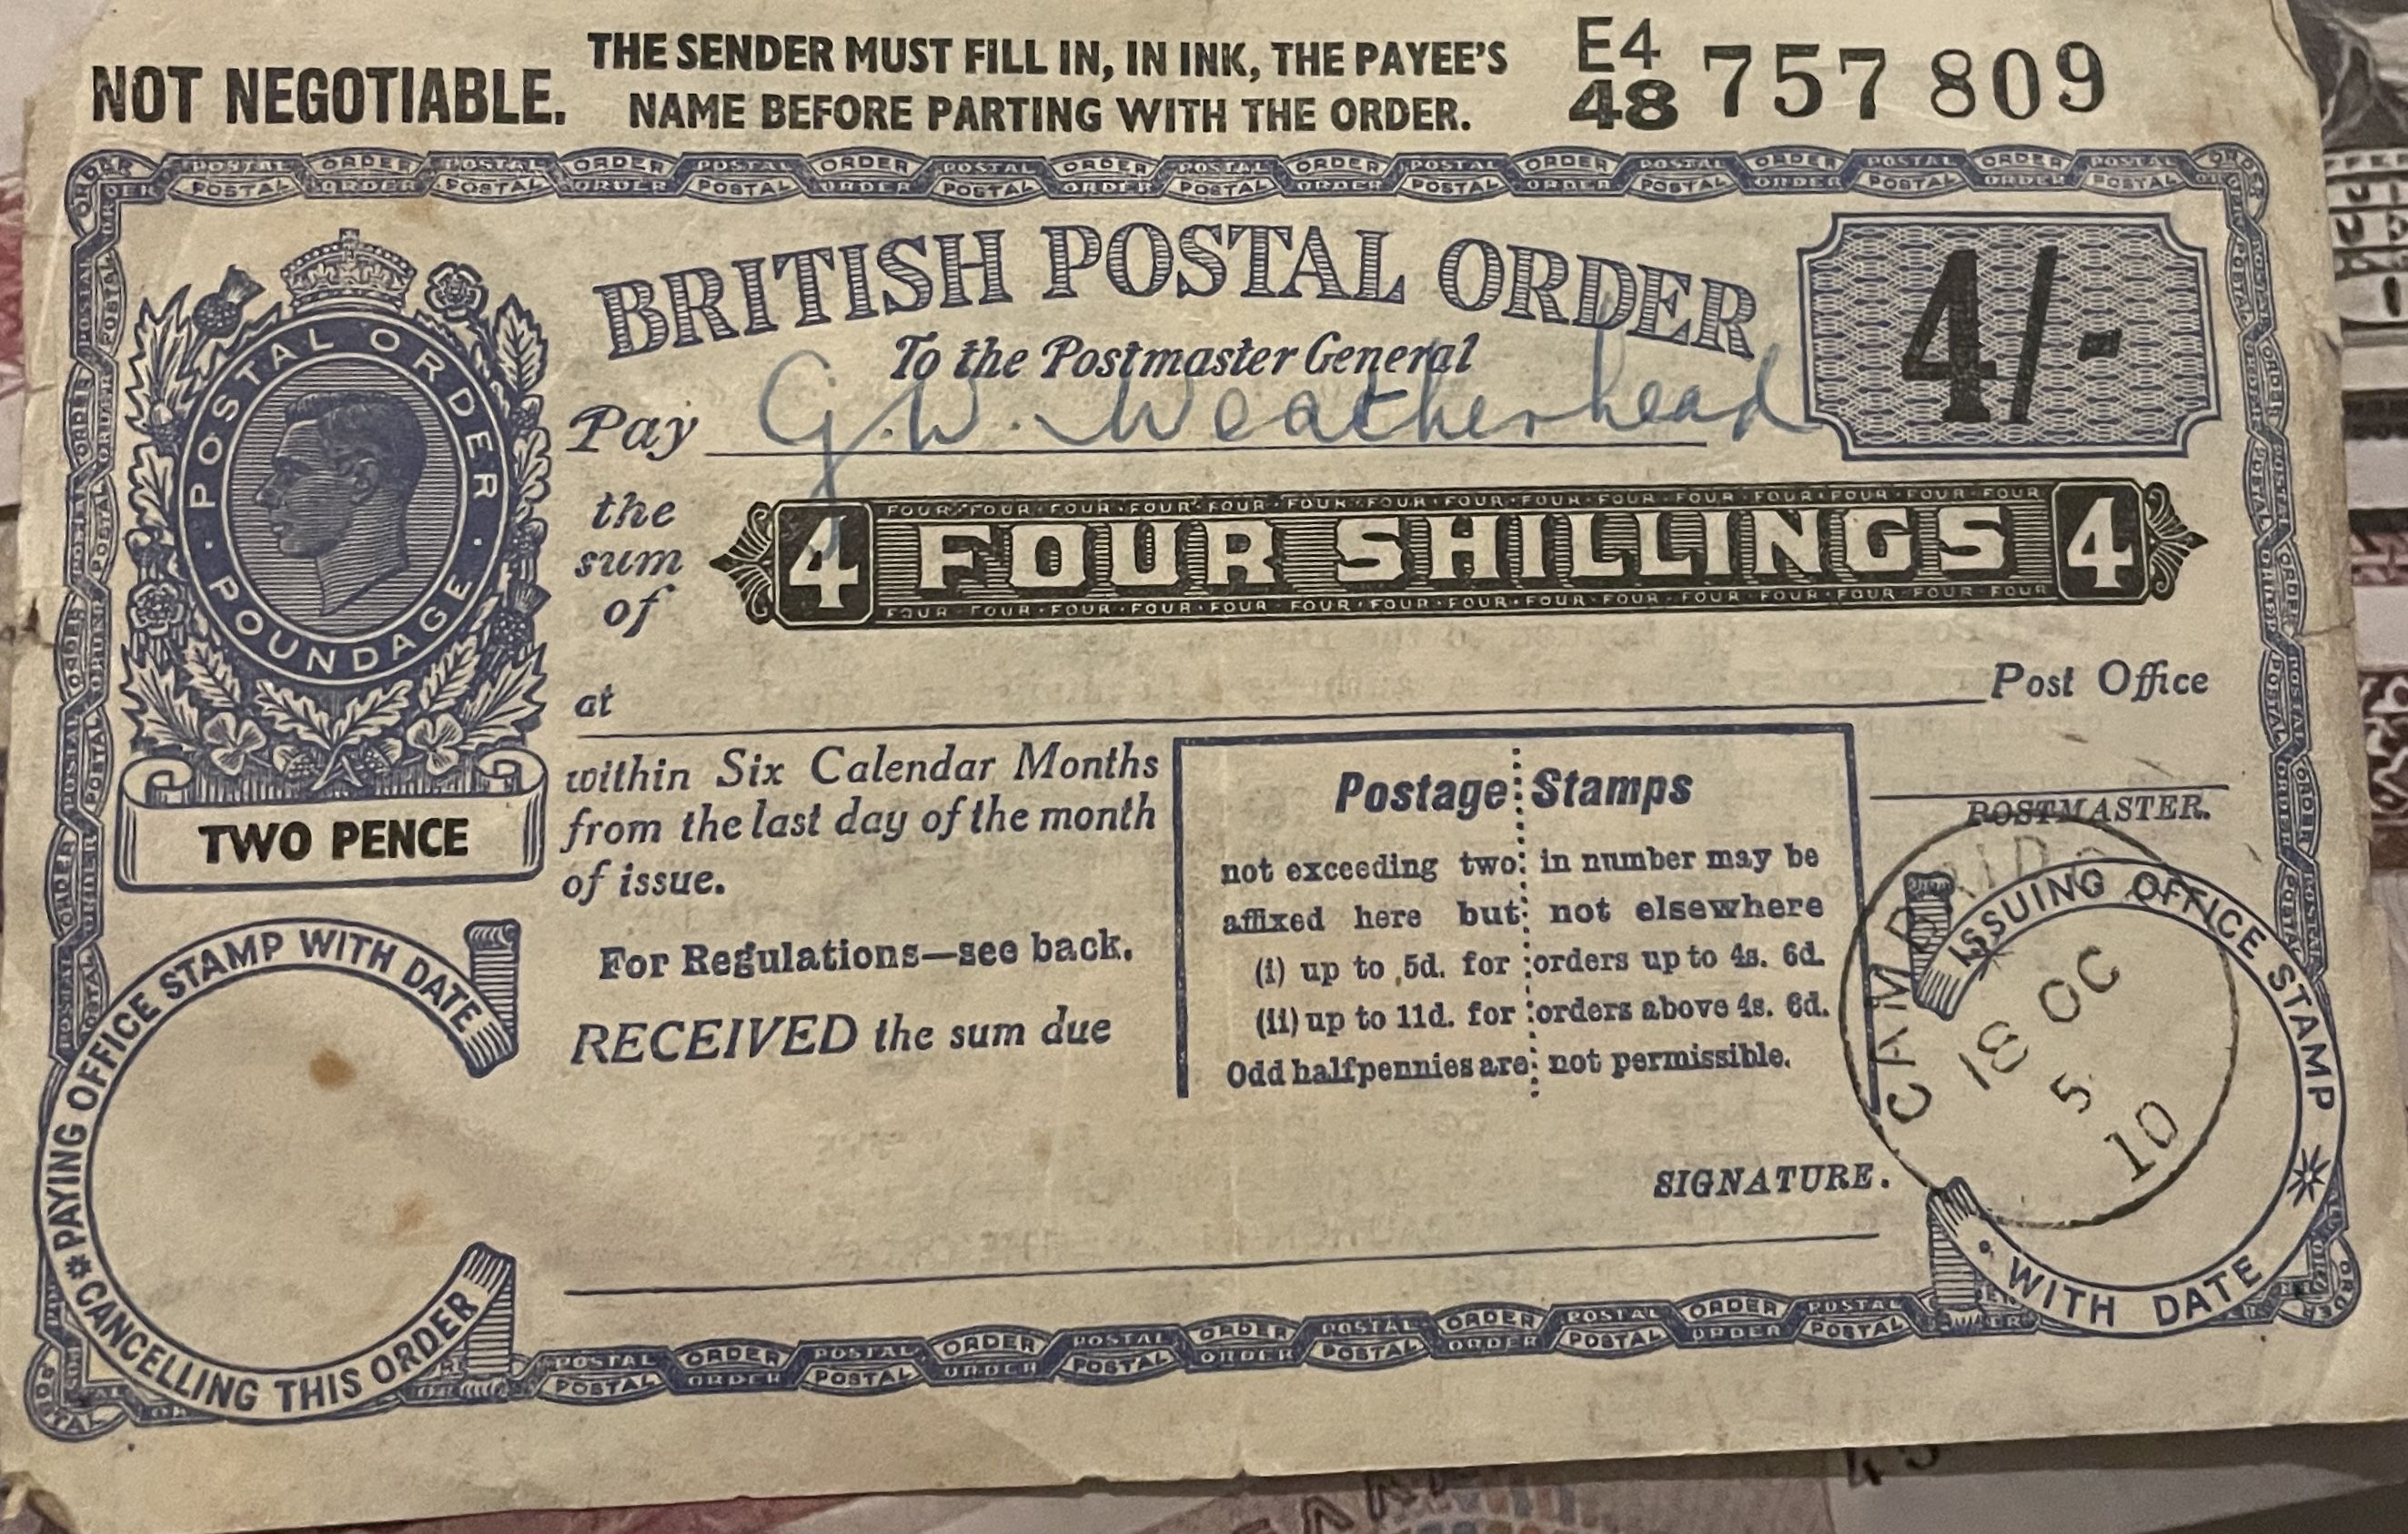 NOT NEGOTIABLE.
THE SENDER MUST FILL IN, IN INK, THE PAYEE'S
NAME BEFORE PARTING WITH THE ORDER.
E4
48 757 809
BRITISH POSTAL ORDER
To the Postmaster General
4/-
POSTAL ORDER
· POUNDAGE ·
TWO PENCE
Pay G. W. Weatherhead
the
sum
of
4 FOUR SHILLINGS 4
at
Post Office
within Six Calendar Months
from the last day of the month
of issue.
For Regulations—see back.
RECEIVED the sum due
Postage Stamps
not exceeding two in number may be
affixed here but not elsewhere
(i) up to 5d. for orders up to 4s. 6d.
(ii) up to 11d. for orders above 4s. 6d.
Odd halfpennies are not permissible.
POSTMASTER.
ISSUING OFFICE STAMP
WITH DATE
18 OC
5
10
SIGNATURE.
PAYING OFFICE STAMP WITH DATE
CANCELLING THIS ORDER